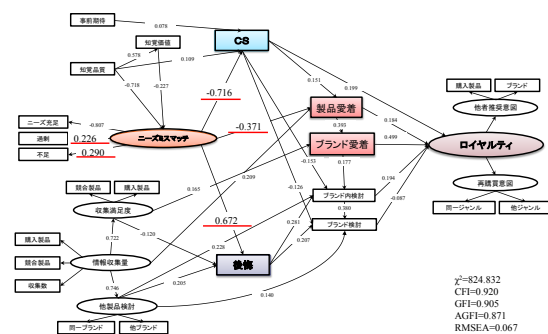 事前期待
0.078
CS
知覚価値
0.578
0.109
知覚品質
-0.718
-0.227
0.151
0.199
購入製品
ブランド
他者推奨意図
-0.716
製品愛着
0.184
ニーズ充足
-0.807
過剰
0.226
不足
0.290
ニーズミスマッチ
-0.371
0.393
ブランド愛着
0.499
ロイヤルティ
0.177
-0.153
競合製品
購入製品
0.165
0.209
収集満足度
-0.126
ブランド内検討
0.194
再購買意図
0.672
0.281
0.380
-0.087
購入製品
0.722
-0.120
ブランド検討
同一ジャンル
他ジャンル
競合製品
情報収集量
0.228
後悔
0.207
収集数
0.746
0.205
0.140
他製品検討
同一ブランド
他ブランド
χ²=824.832
CFI=0.920
GFI=0.905
AGFI=0.871
RMSEA=0.067